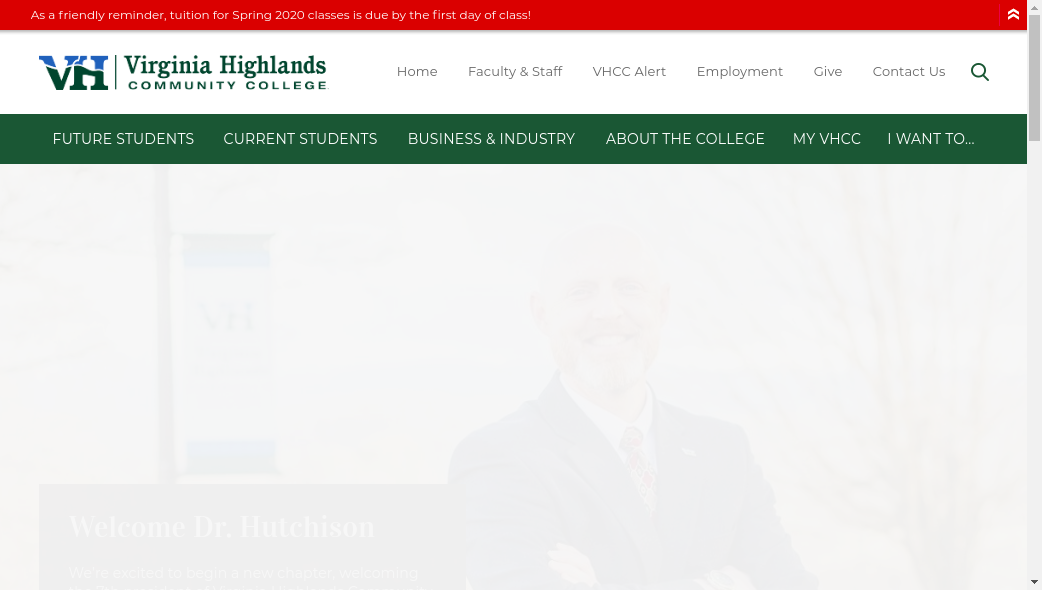 As a friendly reminder, tuition for Spring 2020 classes is due by the first day of class!
VH | Virginia Highlands
COMMUNITY COLLEGE
Home Faculty & Staff VHCC Alert Employment Give Contact Us
FUTURE STUDENTS CURRENT STUDENTS BUSINESS & INDUSTRY ABOUT THE COLLEGE MY VHCC I WANT TO...
VH
Welcome Dr. Hutchison
We're excited to begin a new chapter, welcoming